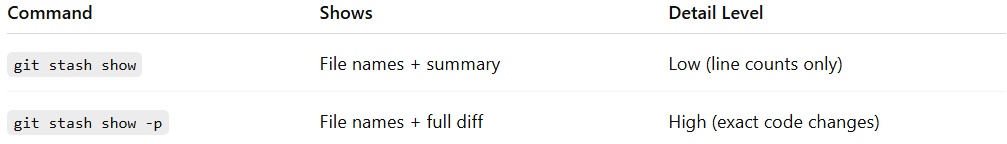 Command Shows Detail Level
git stash show File names + summary Low (line counts only)
git stash show -p File names + full diff High (exact code changes)